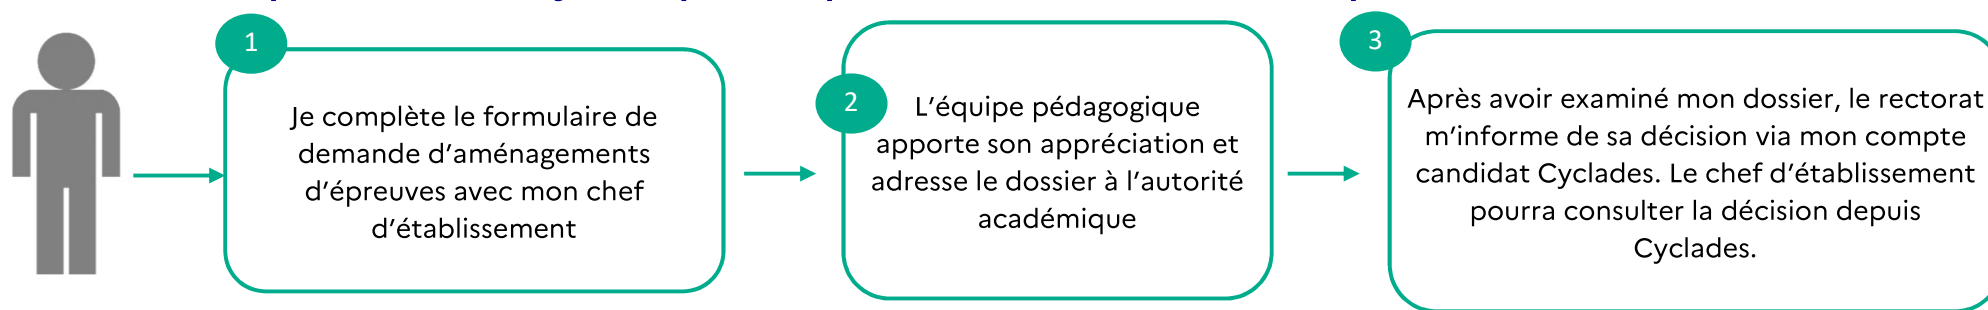 1
Je complète le formulaire de
demande d'aménagements
d'épreuves avec mon chef
d'établissement
2
L'équipe pédagogique
apporte son appréciation et
adresse le dossier à l'autorité
académique
3
Après avoir examiné mon dossier, le rectorat
m'informe de sa décision via mon compte
candidat Cyclades. Le chef d'établissement
pourra consulter la décision depuis
Cyclades.